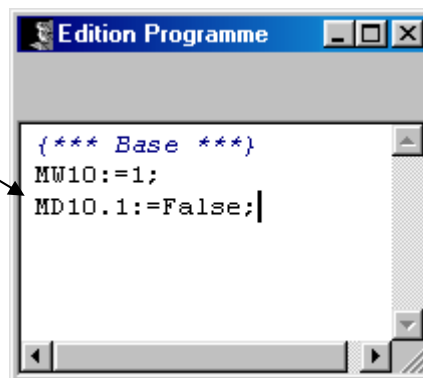 Edition Programme
{*** Base ***}
MW10:=1;
MD10.1:=False;